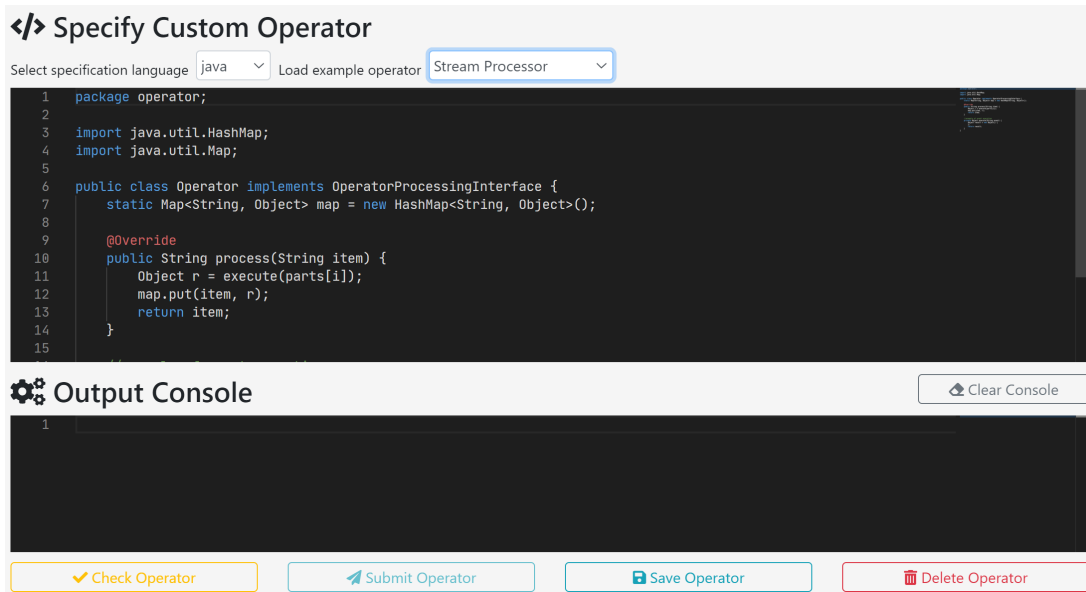 Specify Custom Operator
Select specification language java Load example operator Stream Processor
1 package operator;
2
3 import java.util.HashMap;
4 import java.util.Map;
5
6 public class Operator implements OperatorProcessingInterface {
7 static Map<String, Object> map = new HashMap<String, Object>();
8
9 @Override
10 public String process(String item) {
11 Object r = execute(parts[i]);
12 map.put(item, r);
13 return item;
14 }
15
Output Console
Clear Console
1
Check Operator Submit Operator Save Operator Delete Operator